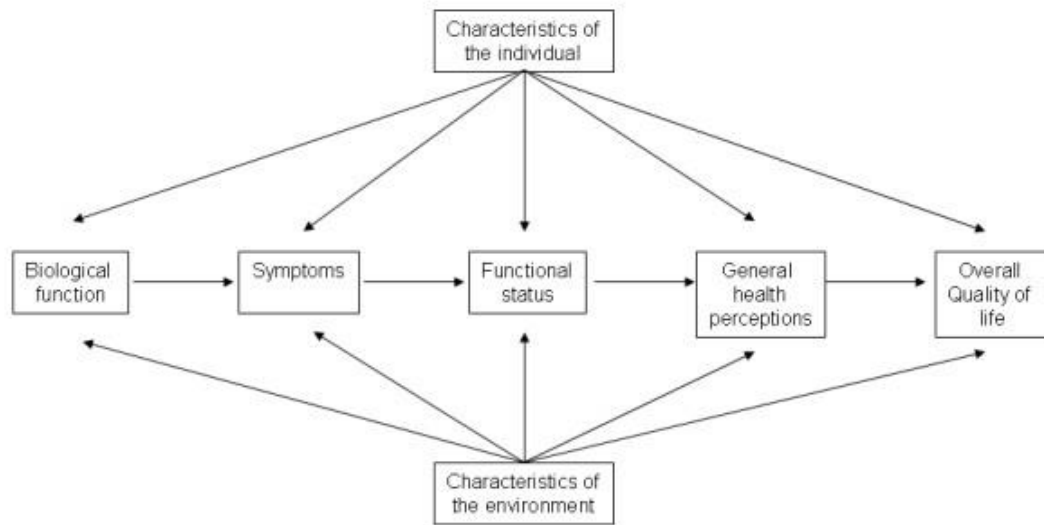 Characteristics of
the individual
Biological
function
Symptoms
Functional
status
General
health
perceptions
Overall
Quality of
life
Characteristics of
the environment